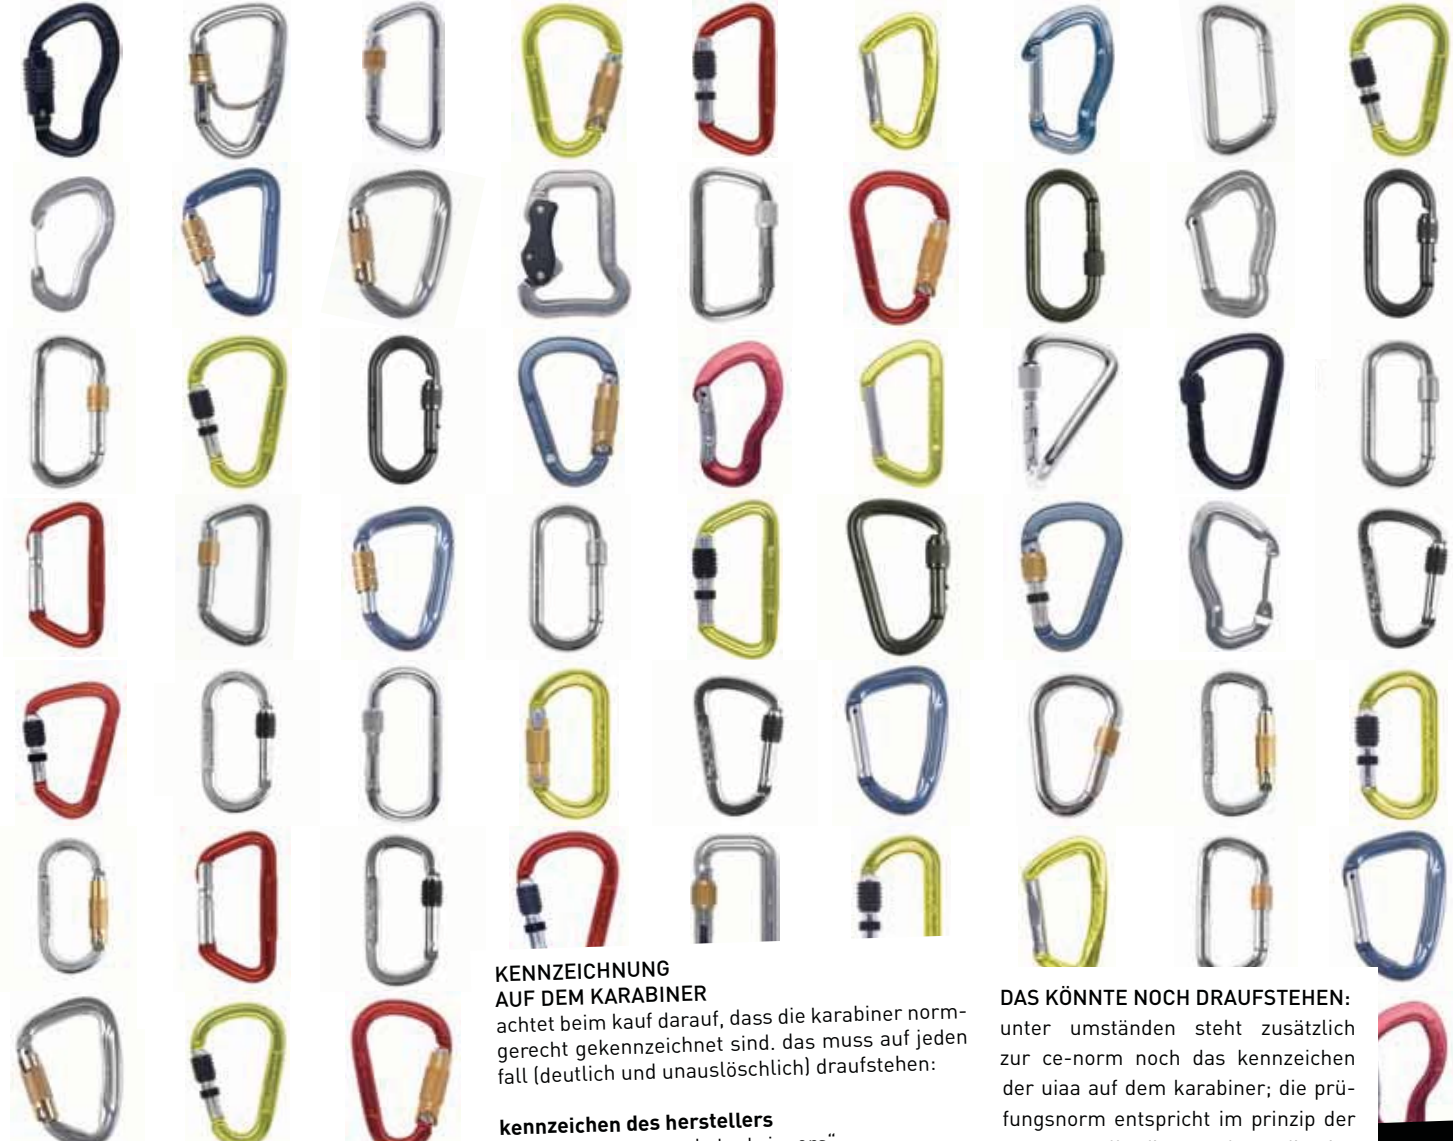 KENNZEICHNUNG
AUF DEM KARABINER
achtet beim kauf darauf, dass die karabiner norm-
gerecht gekennzeichnet sind. das muss auf jeden
fall (deutlich und unauslöschlich) draufstehen:
kennzeichen des herstellers
DAS KÖNNTE NOCH DRAUFSTEHEN:
unter umständen steht zusätzlich
zur ce-norm noch das kennzeichen
der uiaa auf dem karabiner; die prü-
fungsnorm entspricht im prinzip der